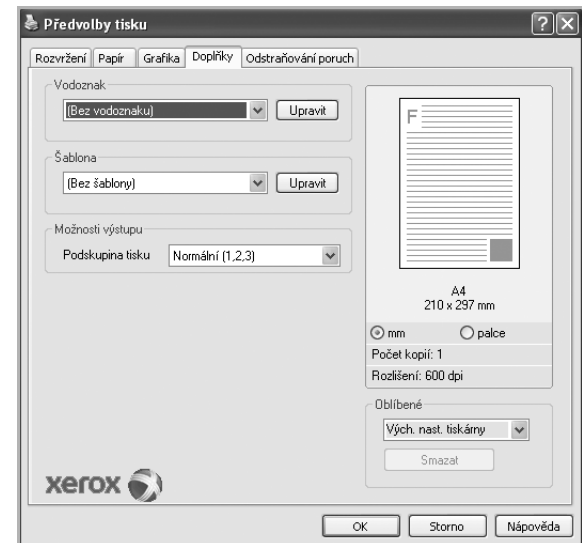 Předvolby tisku
Rozvržení Papír Grafika Doplňky Odstraňování poruch
Vodoznak
(Bez vodoznaku) Upravit
Šablona
(Bez šablony) Upravit
Možnosti výstupu
Podskupina tisku Normální (1,2,3)
F
A4
210 x 297 mm
mm palce
Počet kopií: 1
Rozlišení: 600 dpi
Oblíbené
Vých. nast. tiskárny
Smazat
xerox
OK Storno Nápověda